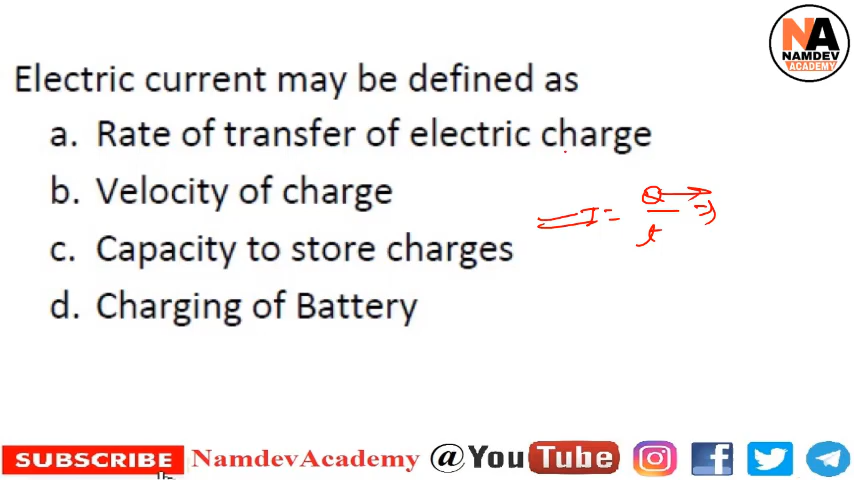 NA
NAMDEV
ACADEMY
Electric current may be defined as
a. Rate of transfer of electric charge
b. Velocity of charge
I = Q/t ⇒
c. Capacity to store charges
d. Charging of Battery
SUBSCRIBE NamdevAcademy @YouTube